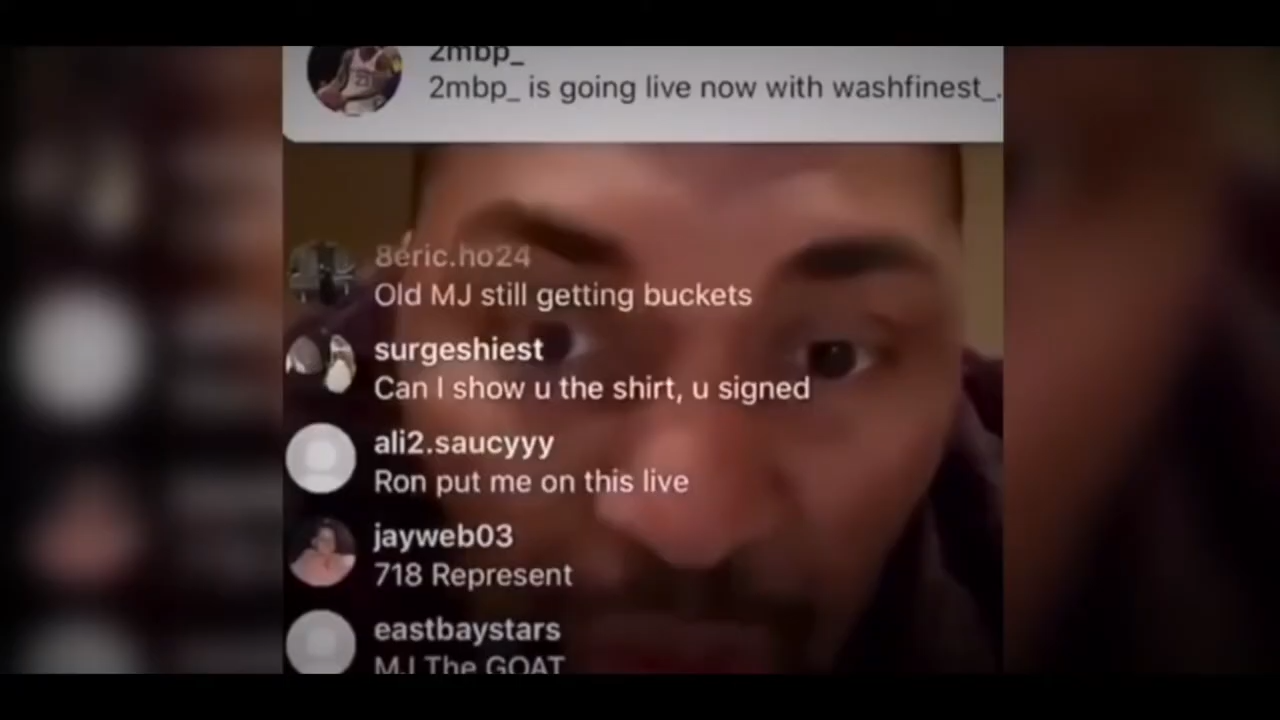 2mbp_
2mbp_ is going live now with washfinest_.
8eric.ho24
Old MJ still getting buckets
surgeshiest
Can I show u the shirt, u signed
ali2.saucyyy
Ron put me on this live
jayweb03
718 Represent
eastbaystars
MJ The GOAT